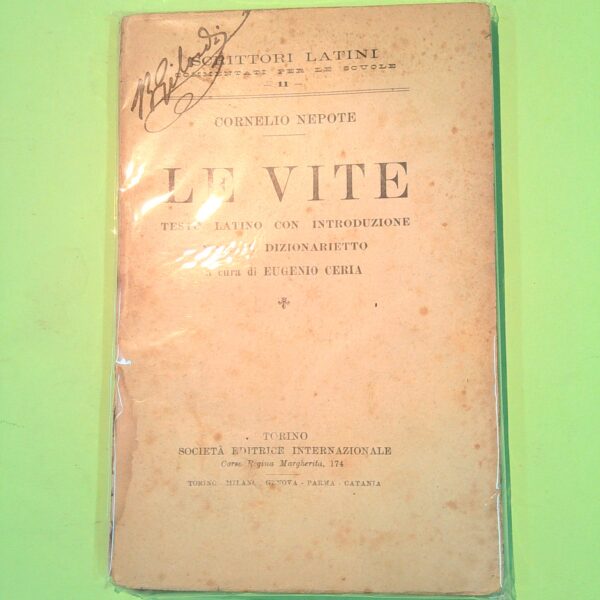 SCRITTORI LATINI
COMMENTATI PER LE SCUOLE
— 11 —
CORNELIO NEPOTE
LE VITE
TESTO LATINO CON INTRODUZIONE
DIZIONARIETTO
a cura di EUGENIO CERIA
TORINO
SOCIETÀ EDITRICE INTERNAZIONALE
Corso Regina Margherita, 174
TORINO - MILANO - GENOVA - PARMA - CATANIA